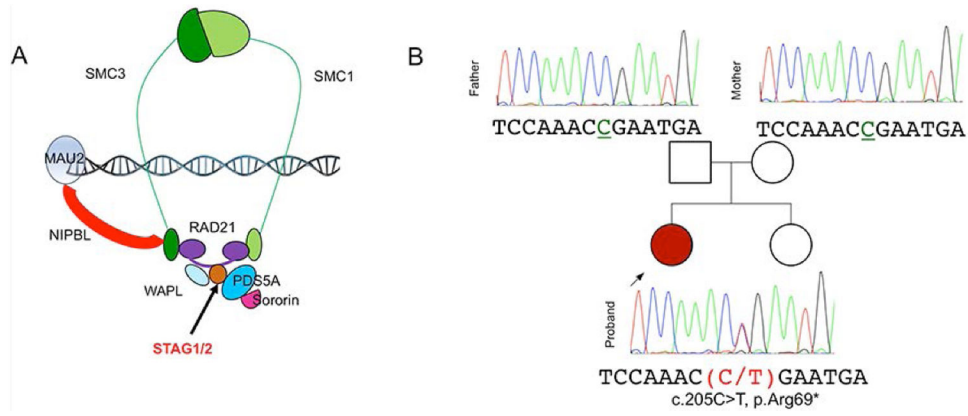 A
SMC3
SMC1
MAU2
NIPBL
RAD21
WAPL
PDS5A
Sororin
STAG1/2
B
Father
TCCAAACCGAATGA
Mother
TCCAAACCGAATGA
Proband
TCCAAAC(C/T)GAATGA
c.205C>T, p.Arg69*